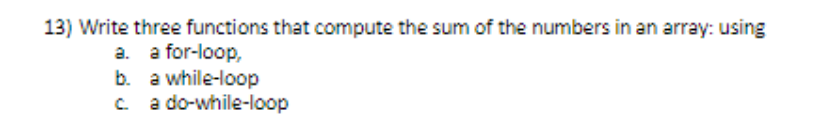 13) Write three functions that compute the sum of the numbers in an array: using
a. a for-loop,
b. a while-loop
c. a do-while-loop